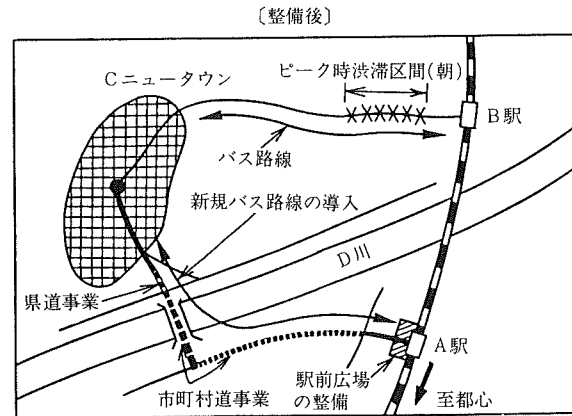 〔整備後〕
Cニュータウン
ピーク時渋滞区間(朝)
B駅
バス路線
新規バス路線の導入
D川
県道事業
A駅
駅前広場
の整備
市町村道事業
至都心